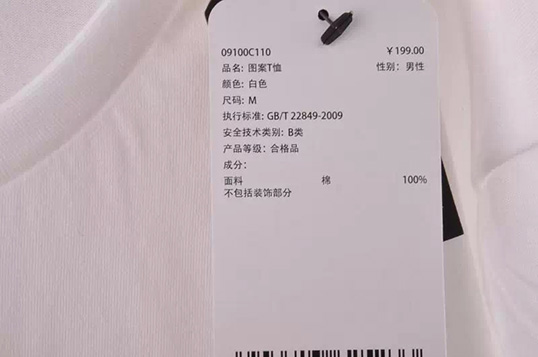 09100C110 ￥199.00
品名: 图案T恤 性别: 男性
颜色: 白色
尺码: M
执行标准: GB/T 22849-2009
安全技术类别: B类
产品等级: 合格品
成分:
面料 棉 100%
不包括装饰部分